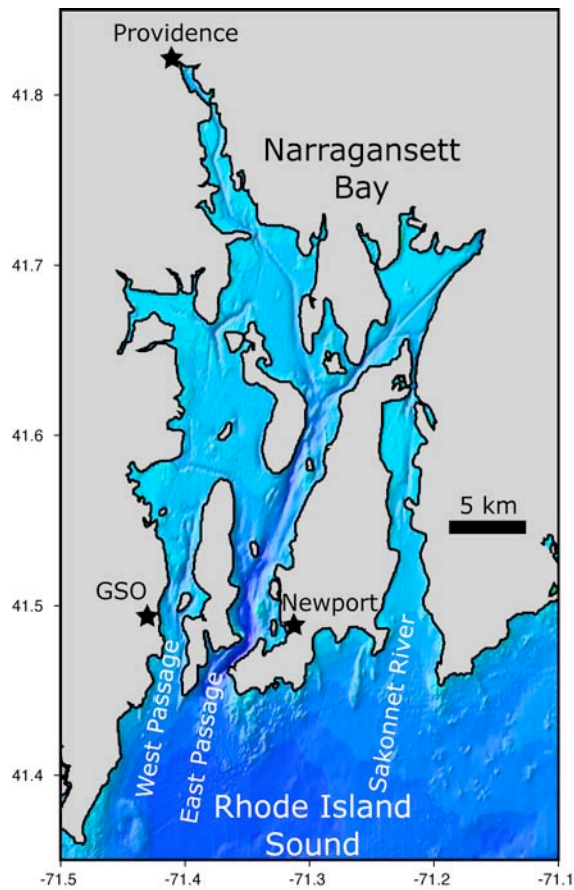 Providence
41.8
Narragansett
Bay
41.7
41.6
5 km
GSO
Newport
41.5
West Passage
East Passage
Sakonnet River
41.4
Rhode Island
Sound
-71.5
-71.4
-71.3
-71.2
-71.1